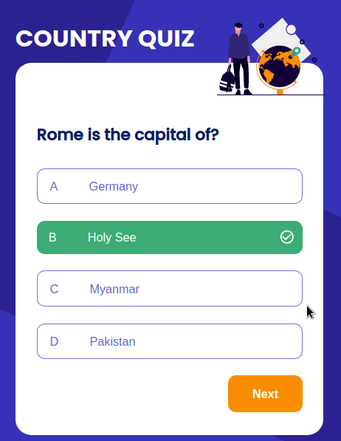 COUNTRY QUIZ
Rome is the capital of?
A Germany
B Holy See
C Myanmar
D Pakistan
Next